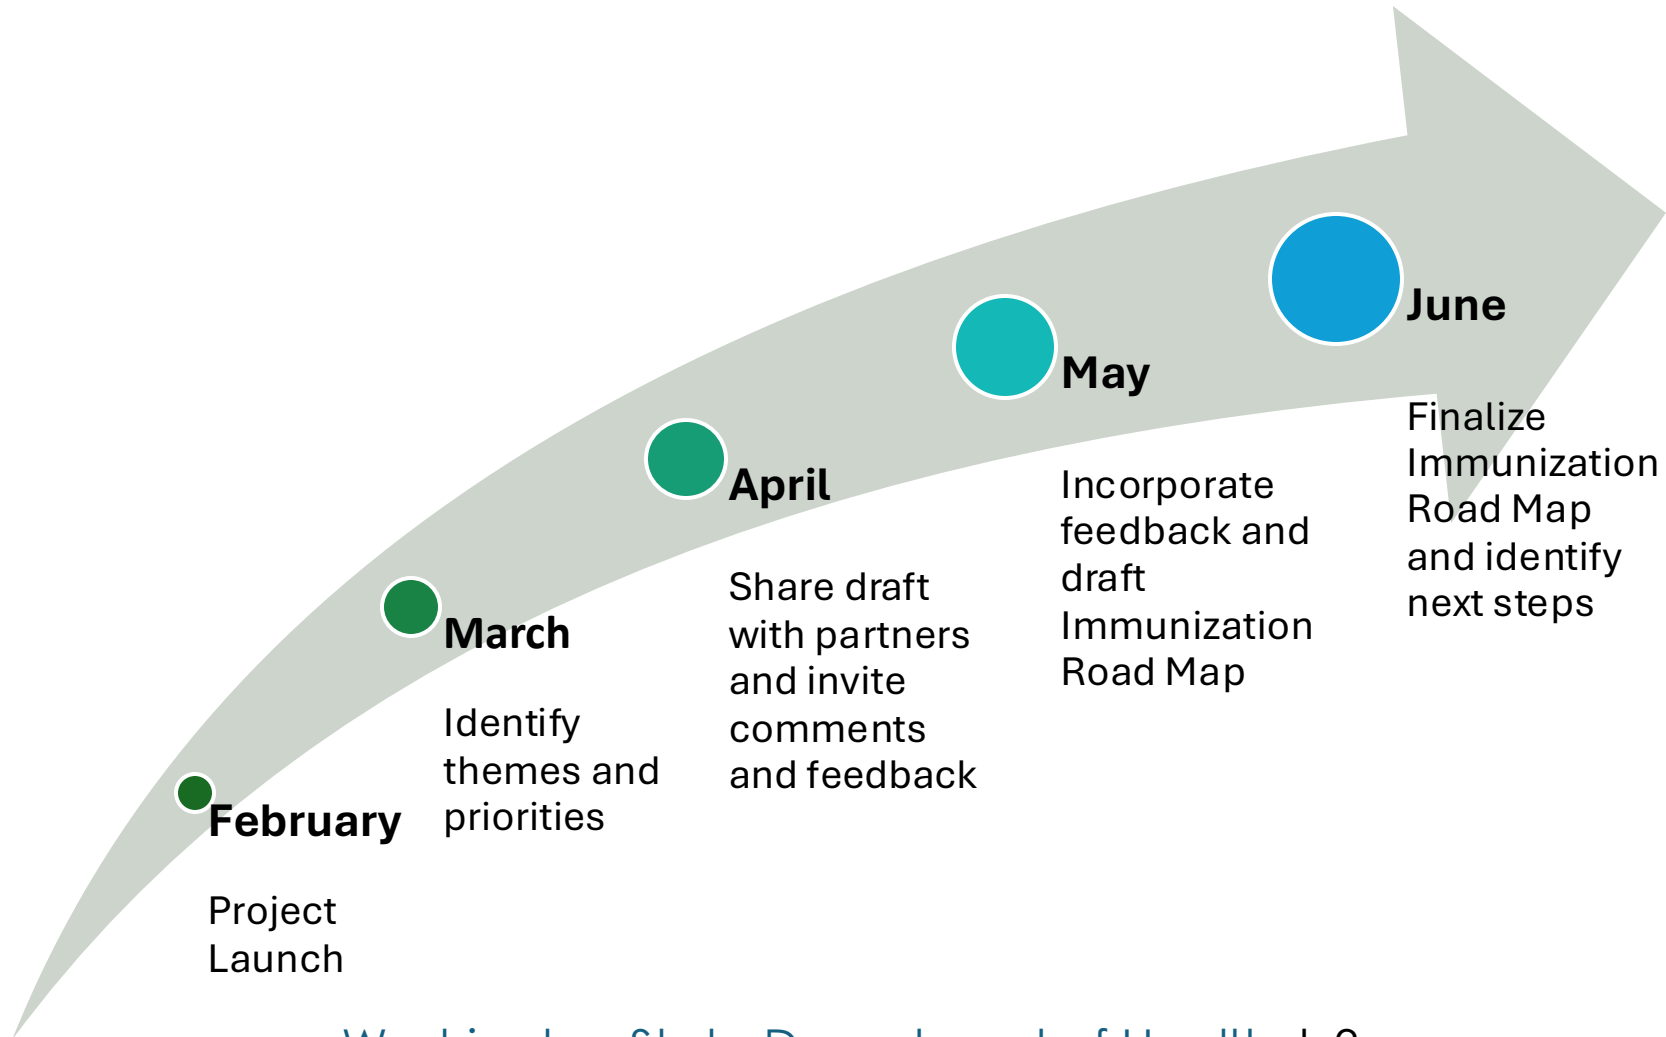 February
Project
Launch
March
Identify
themes and
priorities
April
Share draft
with partners
and invite
comments
and feedback
May
Incorporate
feedback and
draft
Immunization
Road Map
June
Finalize
Immunization
Road Map
and identify
next steps